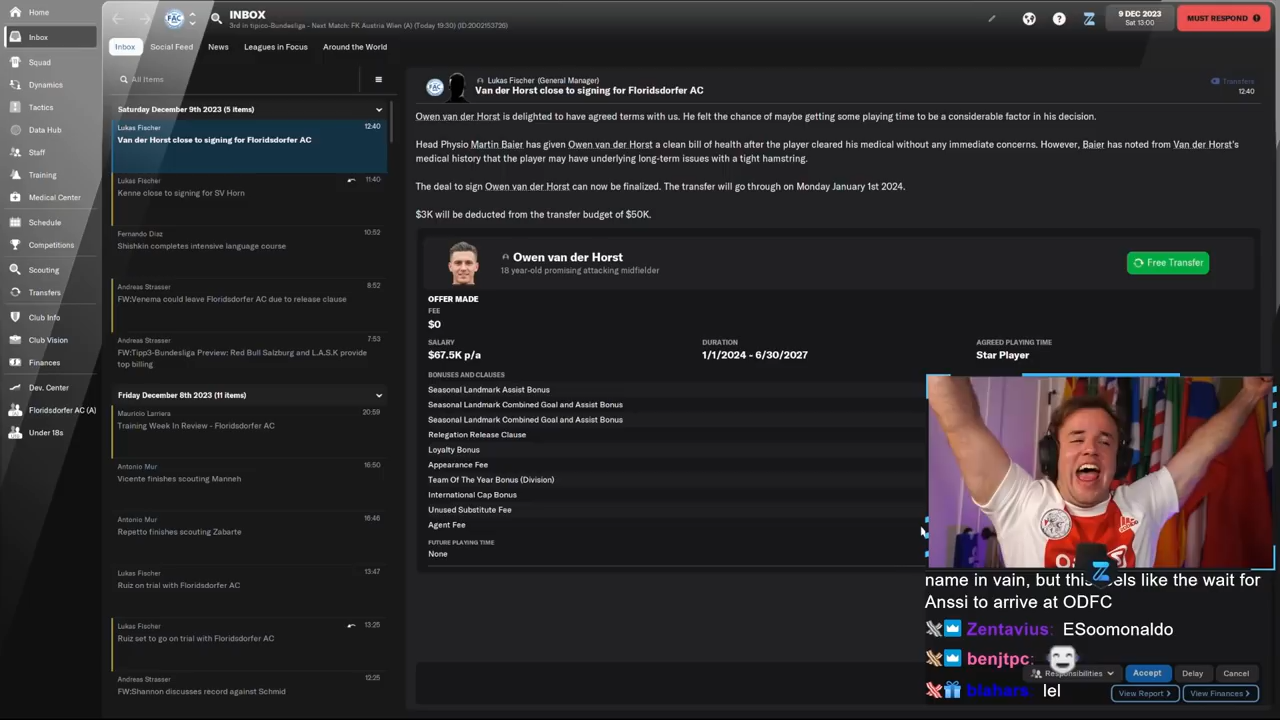 Home
Inbox
Squad
Dynamics
Tactics
Data Hub
Staff
Training
Medical Center
Schedule
Competitions
Scouting
Transfers
Club Info
Club Vision
Finances
Dev. Center
Floridsdorfer AC (A)
Under 18s
FAC
INBOX
3rd in tipico-Bundesliga - Next Match: FK Austria Wien (A) (Today 19:30) (ID:2002153726)
9 DEC 2023
Sat 13:00
MUST RESPOND
Inbox
Social Feed
News
Leagues in Focus
Around the World
All Items
Saturday December 9th 2023 (5 items)
Lukas Fischer 12:40
Van der Horst close to signing for Floridsdorfer AC
Lukas Fischer 11:40
Kenne close to signing for SV Horn
Fernando Diaz 10:52
Shishkin completes intensive language course
Andreas Strasser 8:52
FW:Venema could leave Floridsdorfer AC due to release clause
Andreas Strasser 7:53
FW:Tipp3-Bundesliga Preview: Red Bull Salzburg and L.A.S.K provide
top billing
Friday December 8th 2023 (11 items)
Mauricio Larriera 20:59
Training Week In Review - Floridsdorfer AC
Antonio Mur 16:50
Vicente finishes scouting Manneh
Antonio Mur 16:46
Repetto finishes scouting Zabarte
Lukas Fischer 13:47
Ruiz on trial with Floridsdorfer AC
Lukas Fischer 13:25
Ruiz set to go on trial with Floridsdorfer AC
Andreas Strasser 12:25
FW:Shannon discusses record against Schmid
FAC
Lukas Fischer (General Manager)
Van der Horst close to signing for Floridsdorfer AC
Transfers
12:40
Owen van der Horst is delighted to have agreed terms with us. He felt the chance of maybe getting some playing time to be a considerable factor in his decision.
Head Physio Martin Baier has given Owen van der Horst a clean bill of health after the player cleared his medical without any immediate concerns. However, Baier has noted from Van der Horst's
medical history that the player may have underlying long-term issues with a tight hamstring.
The deal to sign Owen van der Horst can now be finalized. The transfer will go through on Monday January 1st 2024.
$3K will be deducted from the transfer budget of $50K.
Owen van der Horst
18 year-old promising attacking midfielder
Free Transfer
OFFER MADE
FEE
$0
SALARY DURATION AGREED PLAYING TIME
$67.5K p/a 1/1/2024 - 6/30/2027 Star Player
BONUSES AND CLAUSES
Seasonal Landmark Assist Bonus
Seasonal Landmark Combined Goal and Assist Bonus
Seasonal Landmark Combined Goal and Assist Bonus
Relegation Release Clause
Loyalty Bonus
Appearance Fee
Team Of The Year Bonus (Division)
International Cap Bonus
Unused Substitute Fee
Agent Fee
FUTURE PLAYING TIME
None
name in vain, but this feels like the wait for
Anssi to arrive at ODFC
Zentavius: ESoomonaldo
benjtpc:
blahars: lel
Responsibilities
Accept
Delay
Cancel
View Report >
View Finances >